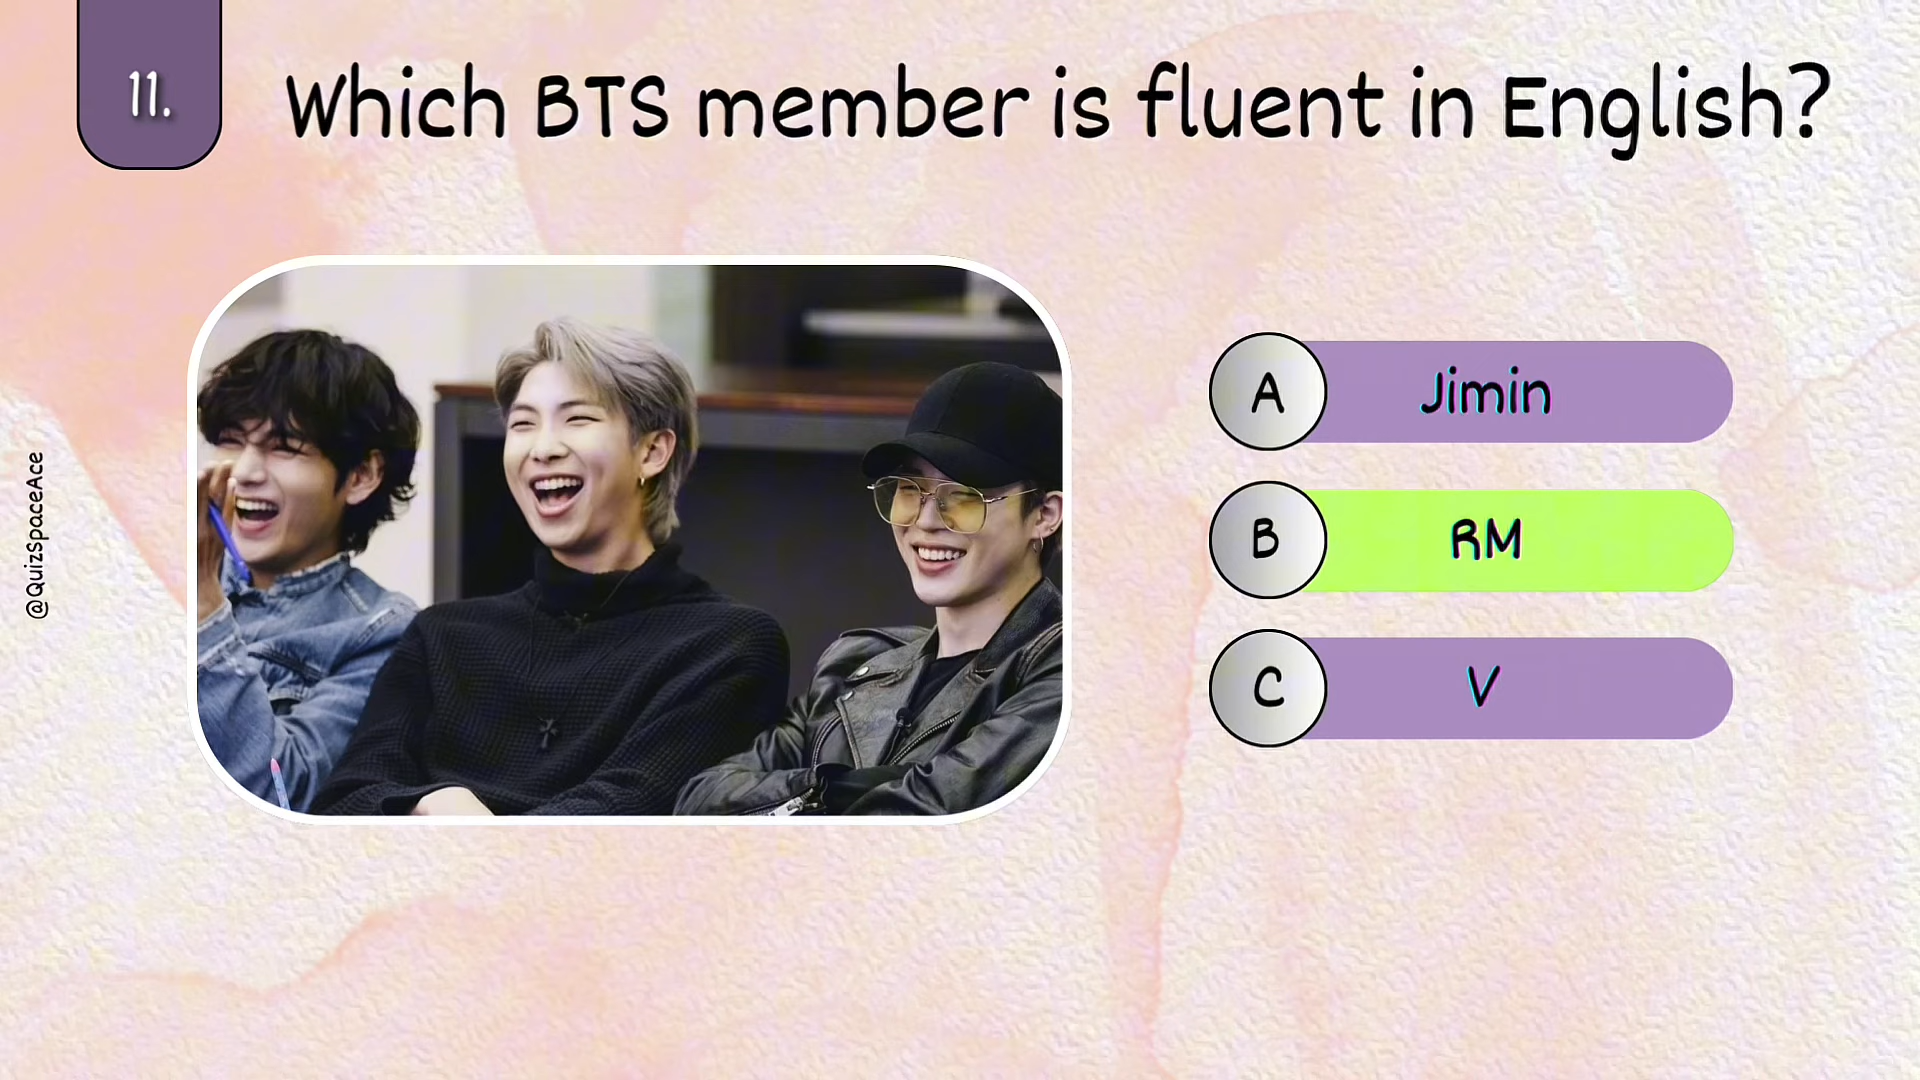 11.
Which BTS member is fluent in English?
@QuizSpaceAce
A Jimin
B RM
C V